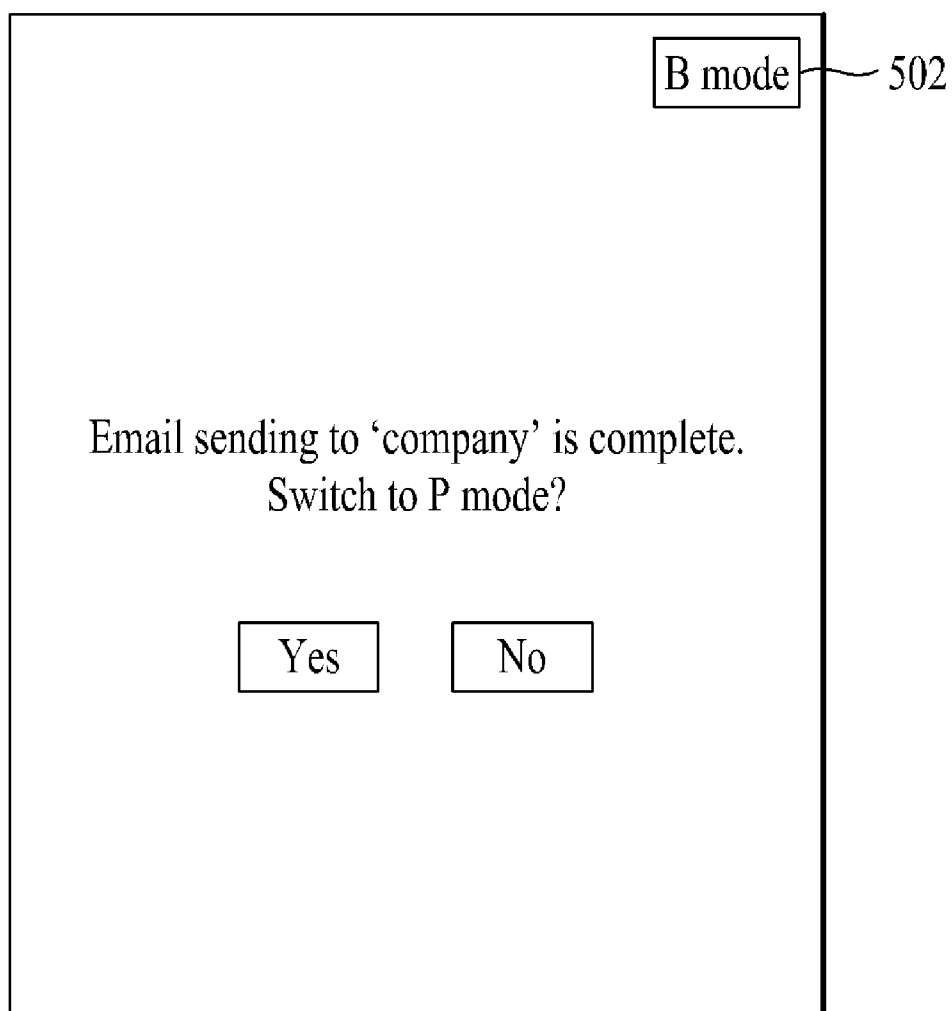 B mode 502
Email sending to ‘company’ is complete.
Switch to P mode?
Yes No